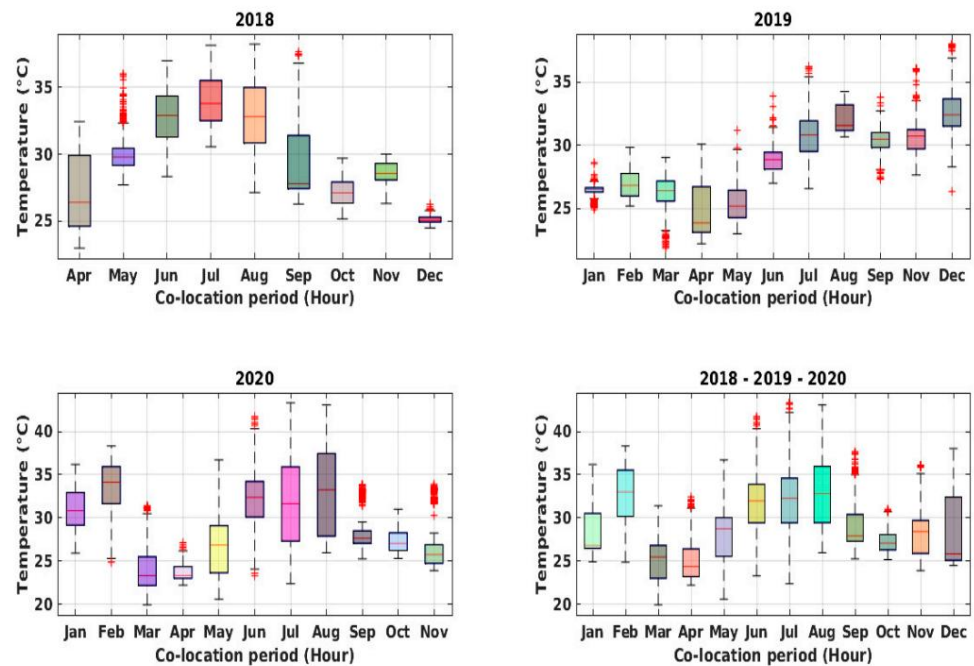 2018
35
30
25
Temperature (°C)
Apr May Jun Jul Aug Sep Oct Nov Dec
Co-location period (Hour)
2019
35
30
25
Temperature (°C)
Jan Feb Mar Apr May Jun Jul Aug Sep Nov Dec
Co-location period (Hour)
2020
40
35
30
25
20
Temperature (°C)
Jan Feb Mar Apr May Jun Jul Aug Sep Oct Nov
Co-location period (Hour)
2018 - 2019 - 2020
40
35
30
25
20
Temperature (°C)
Jan Feb Mar Apr May Jun Jul Aug Sep Oct Nov Dec
Co-location period (Hour)